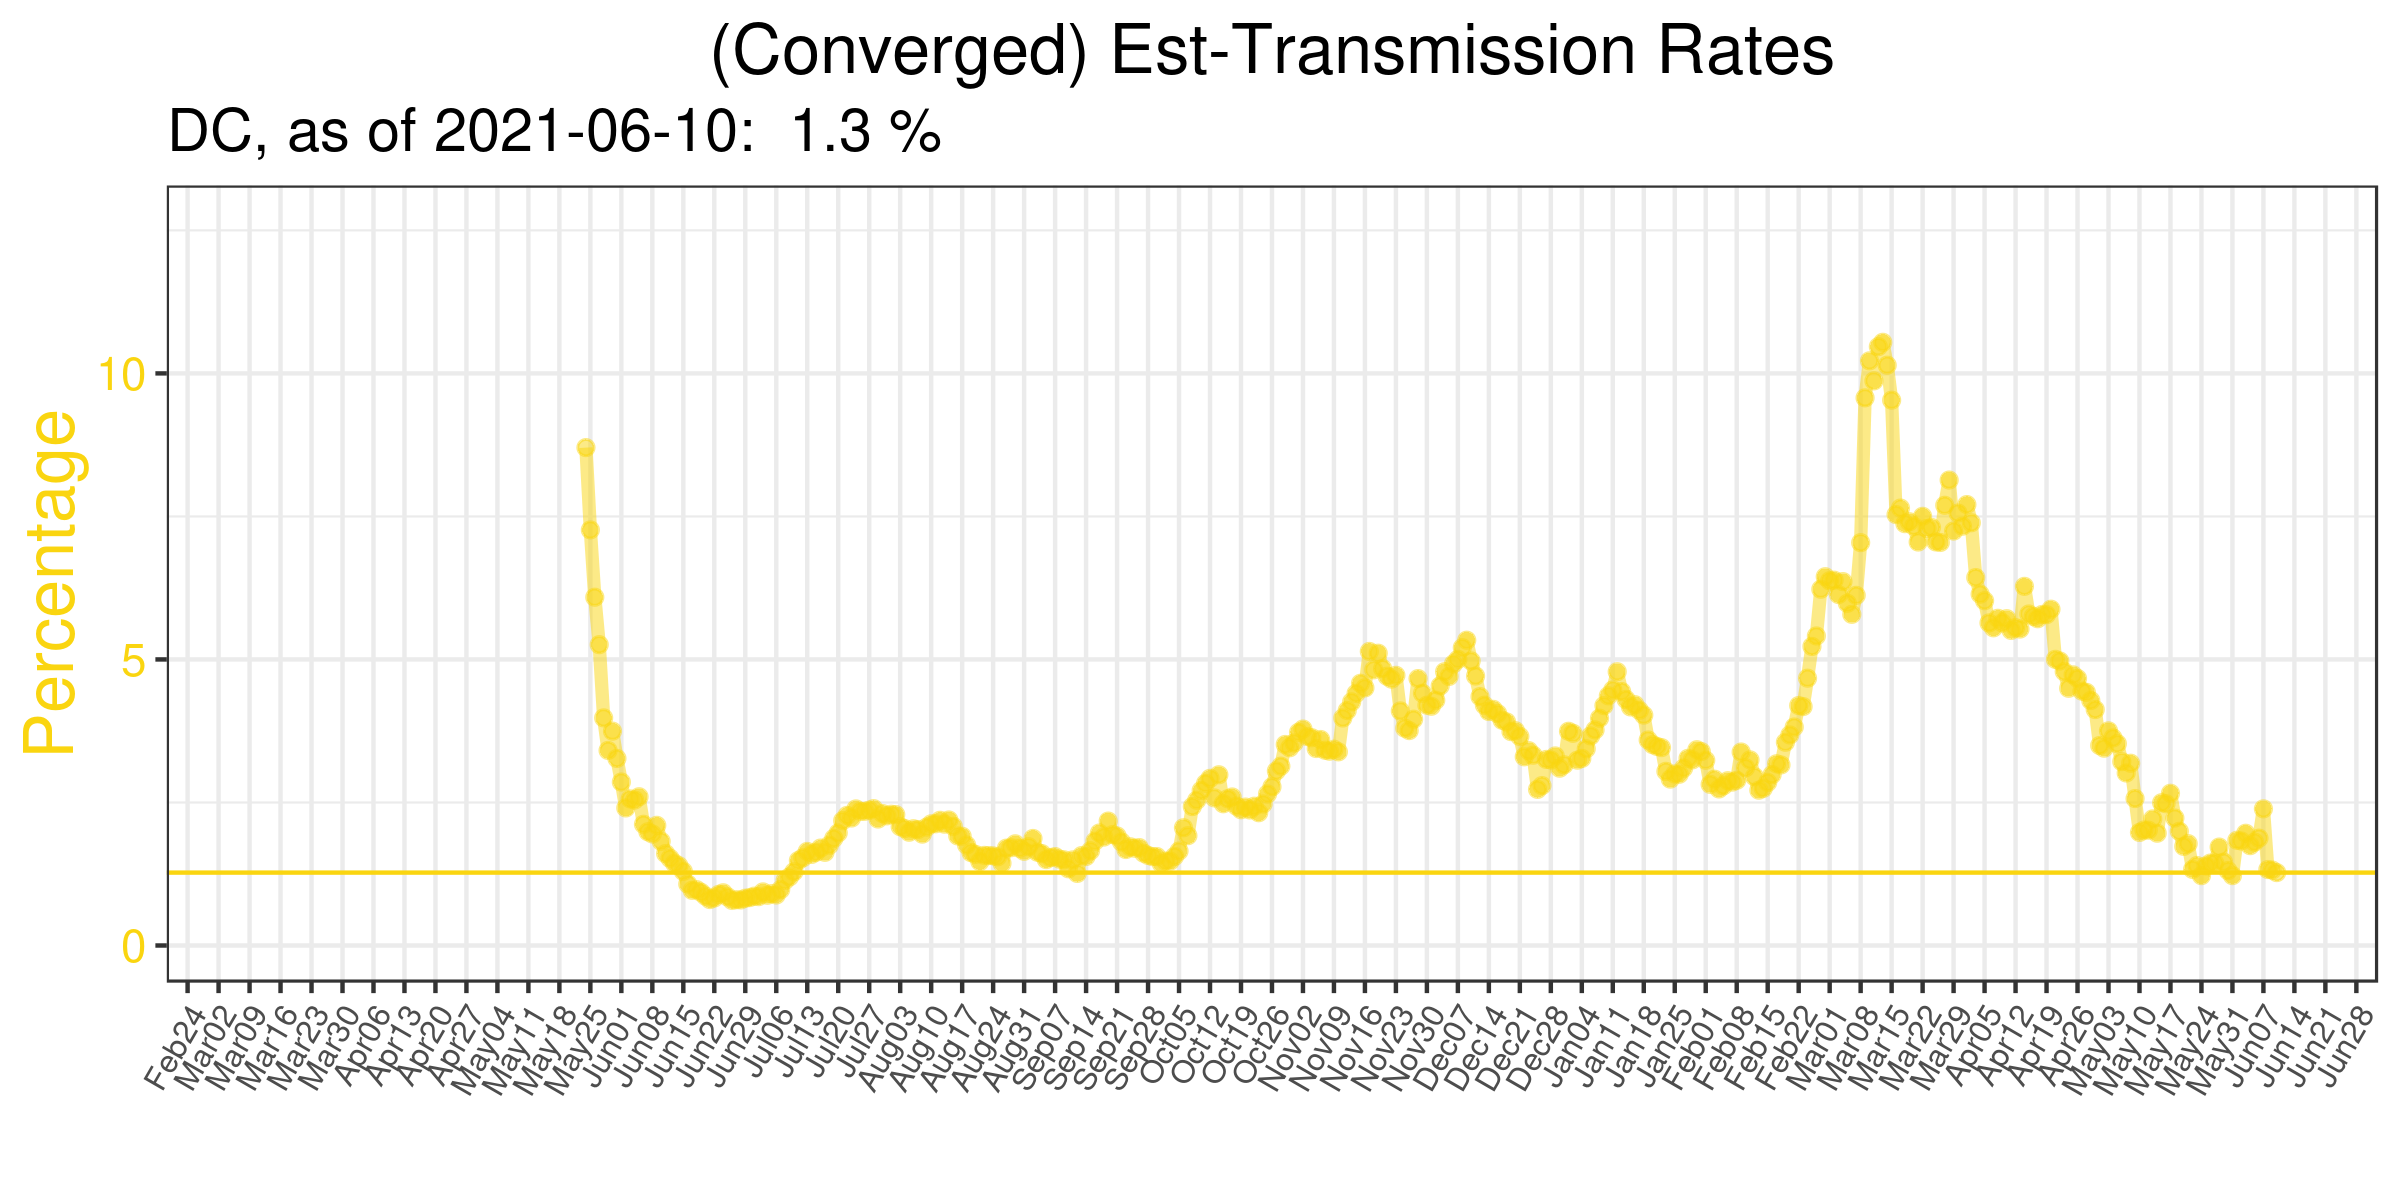 (Converged) Est-Transmission Rates
DC, as of 2021-06-10:  1.3 %
Percentage
10
5
0
Feb24
Mar02
Mar09
Mar16
Mar23
Mar30
Apr06
Apr13
Apr20
Apr27
May04
May11
May18
May25
Jun01
Jun08
Jun15
Jun22
Jun29
Jul06
Jul13
Jul20
Jul27
Aug03
Aug10
Aug17
Aug24
Aug31
Sep07
Sep14
Sep21
Sep28
Oct05
Oct12
Oct19
Oct26
Nov02
Nov09
Nov16
Nov23
Nov30
Dec07
Dec14
Dec21
Dec28
Jan04
Jan11
Jan18
Jan25
Feb01
Feb08
Feb15
Feb22
Mar01
Mar08
Mar15
Mar22
Mar29
Apr05
Apr12
Apr19
Apr26
May03
May10
May17
May24
May31
Jun07
Jun14
Jun21
Jun28